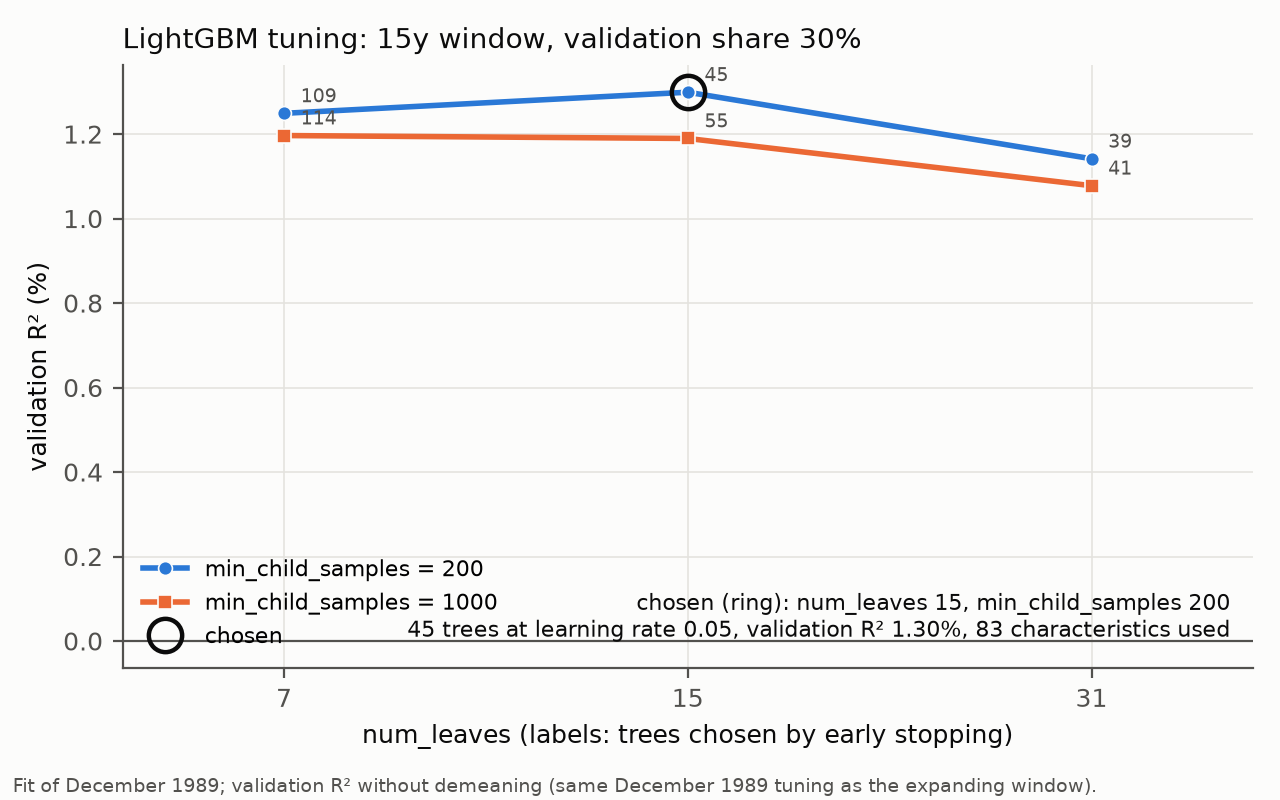 LightGBM tuning: 15y window, validation share 30%
45
109
114
55
39
41
1.2
1.0
0.8
0.6
0.4
0.2
0.0
validation R² (%)
min_child_samples = 200
min_child_samples = 1000
chosen
chosen (ring): num_leaves 15, min_child_samples 200
45 trees at learning rate 0.05, validation R² 1.30%, 83 characteristics used
7
15
31
num_leaves (labels: trees chosen by early stopping)
Fit of December 1989; validation R² without demeaning (same December 1989 tuning as the expanding window).